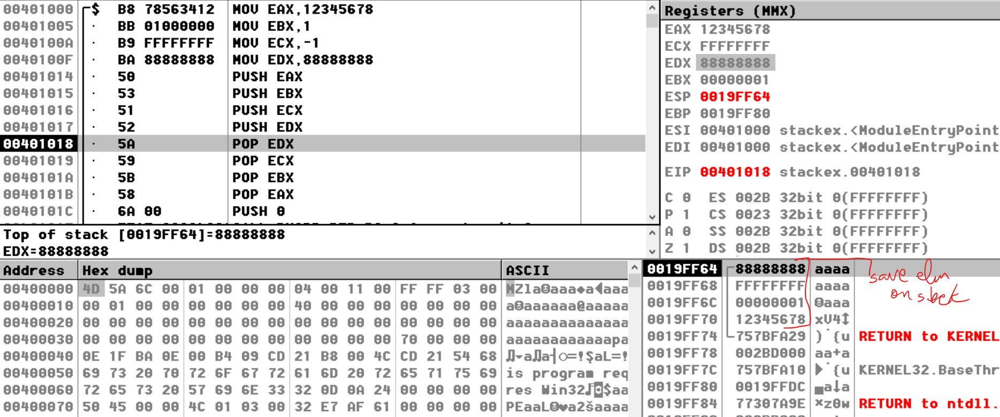 00401000 $ B8 78563412 MOV EAX,12345678
00401005 · BB 01000000 MOV EBX,1
0040100A · B9 FFFFFFFF MOV ECX,-1
0040100F · BA 88888888 MOV EDX,88888888
00401014 · 50 PUSH EAX
00401015 · 53 PUSH EBX
00401016 · 51 PUSH ECX
00401017 · 52 PUSH EDX
00401018 · 5A POP EDX
00401019 · 59 POP ECX
0040101A · 5B POP EBX
0040101B · 58 POP EAX
0040101C · 6A 00 PUSH 0
Top of stack [0019FF64]=88888888
EDX=88888888
Registers (MMX)
EAX 12345678
ECX FFFFFFFF
EDX 88888888
EBX 00000001
ESP 0019FF64
EBP 0019FF80
ESI 00401000 stackex.<ModuleEntryPoint
EDI 00401000 stackex.<ModuleEntryPoint
EIP 00401018 stackex.00401018
C 0 ES 002B 32bit 0(FFFFFFFF)
P 1 CS 0023 32bit 0(FFFFFFFF)
A 0 SS 002B 32bit 0(FFFFFFFF)
Z 1 DS 002B 32bit 0(FFFFFFFF)
Address Hex dump ASCII
00400000 4D 5A 6C 00 01 00 00 00 04 00 11 00 FF FF 03 00 MZla☺aaa♦a◄aaa
00400010 00 01 00 00 00 00 00 00 40 00 00 00 00 00 00 00 a☺aaaaaa@aaaaa
00400020 00 00 00 00 00 00 00 00 00 00 00 00 00 00 00 00 aaaaaaaaaaaaaa
00400030 00 00 00 00 00 00 00 00 00 00 00 00 70 00 00 00 aaaaaaaaaaaapa
00400040 0E 1F BA 0E 00 B4 09 CD 21 B8 00 4C CD 21 54 68
00400050 69 73 20 70 72 6F 67 72 61 6D 20 72 65 71 75 69 is program req
00400060 72 65 73 20 57 69 6E 33 32 0D 0A 24 00 00 00 00 res Win32♪◙$aa
00400070 50 45 00 00 4C 01 03 00 32 E7 AF 61 00 00 00 00 PEaaL☺♥a2šaaaa
0019FF64 88888888 aaaa
0019FF68 FFFFFFFF aaaa
0019FF6C 00000001 ☺aaa
0019FF70 12345678 xV4↕
0019FF74 757BFA29 )˙{u RETURN to KERNEL
0019FF78 002BD000 aa+a
0019FF7C 757BFA10 ►˙{u KERNEL32.BaseThr
0019FF80 0019FFDC ▄a↓a
0019FF84 77307A9E ×z0w RETURN to ntdll.
save elm
on stack